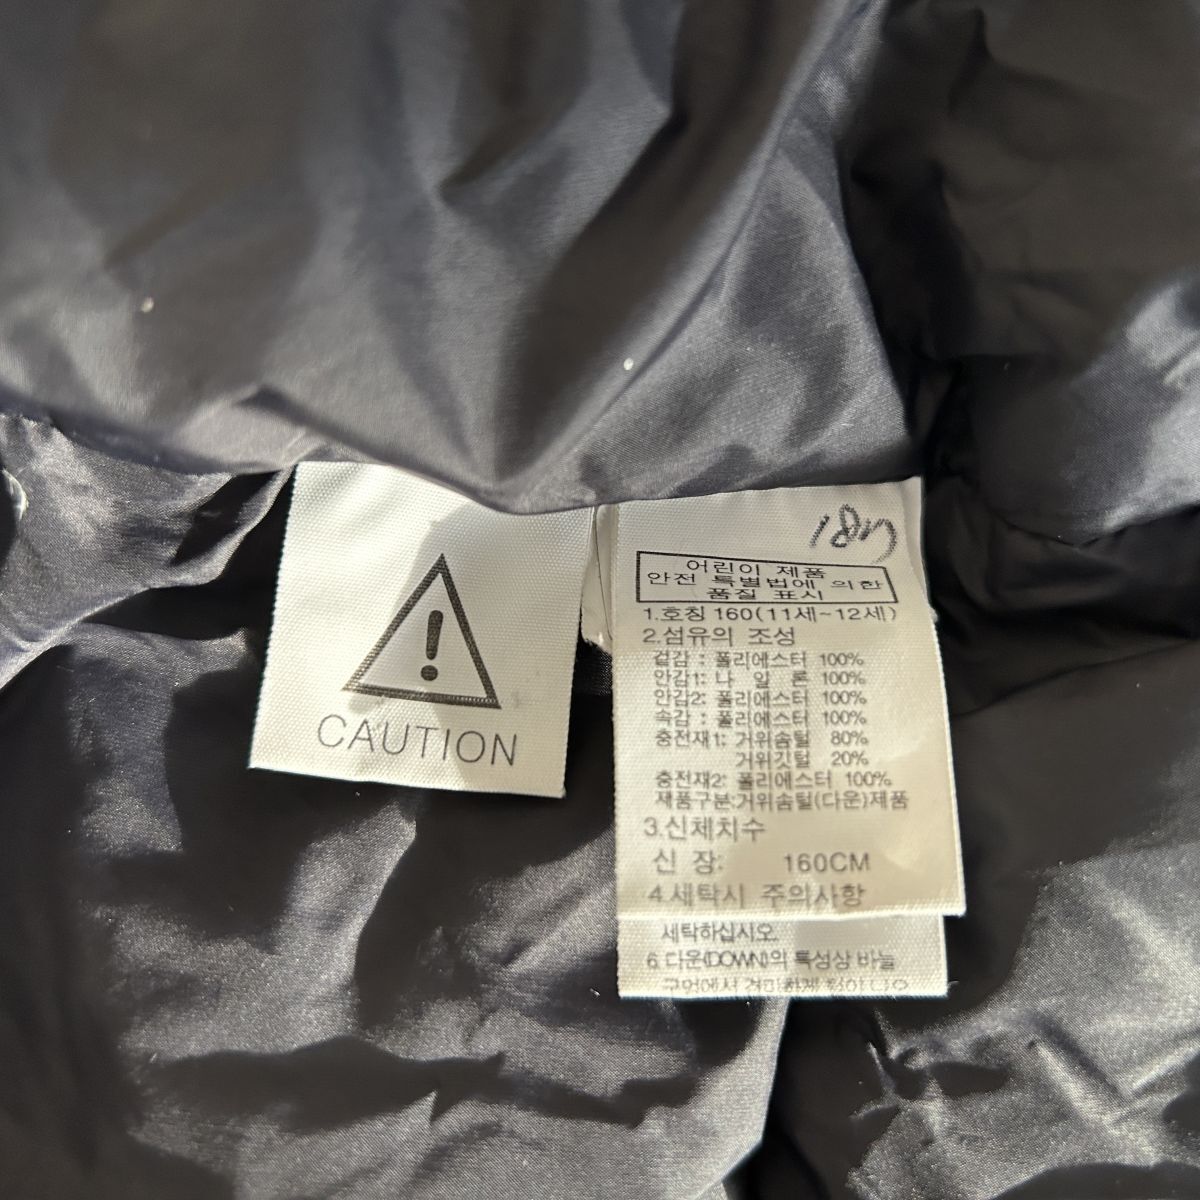 CAUTION
어린이 제품
안전 특별법에 의한
품질 표시
1.호칭 160(11세~12세)
2.섬유의 조성
겉감 : 폴리에스터 100%
안감1: 나 일 론 100%
안감2: 폴리에스터 100%
속감 : 폴리에스터 100%
충전재1: 거위솜털 80%
거위깃털 20%
충전재2: 폴리에스터 100%
제품구분:거위솜털(다운)제품
3.신체치수
신 장: 160CM
4.세탁시 주의사항
세탁하십시오.
6.다운(DOWN)의 특성상 바늘